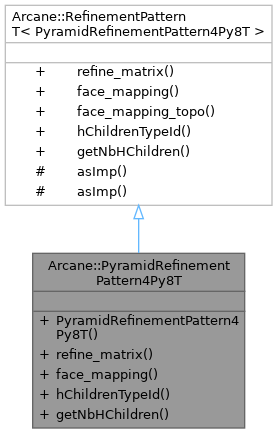 Arcane::RefinementPattern
T< PyramidRefinementPattern4Py8T >
+ refine_matrix()
+ face_mapping()
+ face_mapping_topo()
+ hChildrenTypeId()
+ getNbHChildren()
# asImp()
# asImp()
Arcane::PyramidRefinement
Pattern4Py8T
+ PyramidRefinementPattern4
Py8T()
+ refine_matrix()
+ face_mapping()
+ hChildrenTypeId()
+ getNbHChildren()